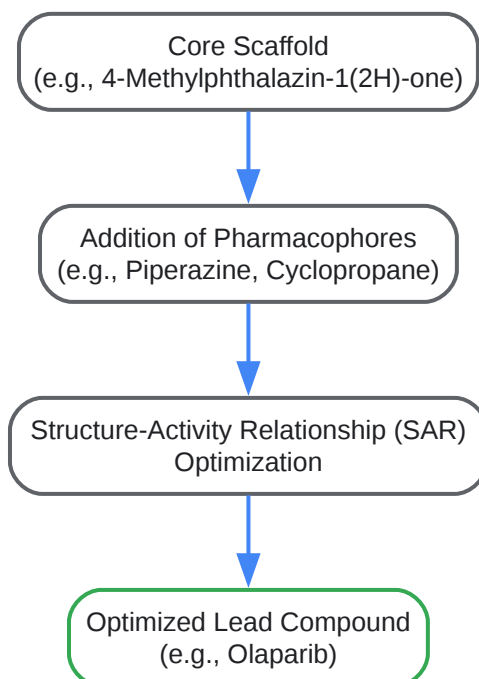 Core Scaffold
(e.g., 4-Methylphthalazin-1(2H)-one)
Addition of Pharmacophores
(e.g., Piperazine, Cyclopropane)
Structure-Activity Relationship (SAR)
Optimization
Optimized Lead Compound
(e.g., Olaparib)